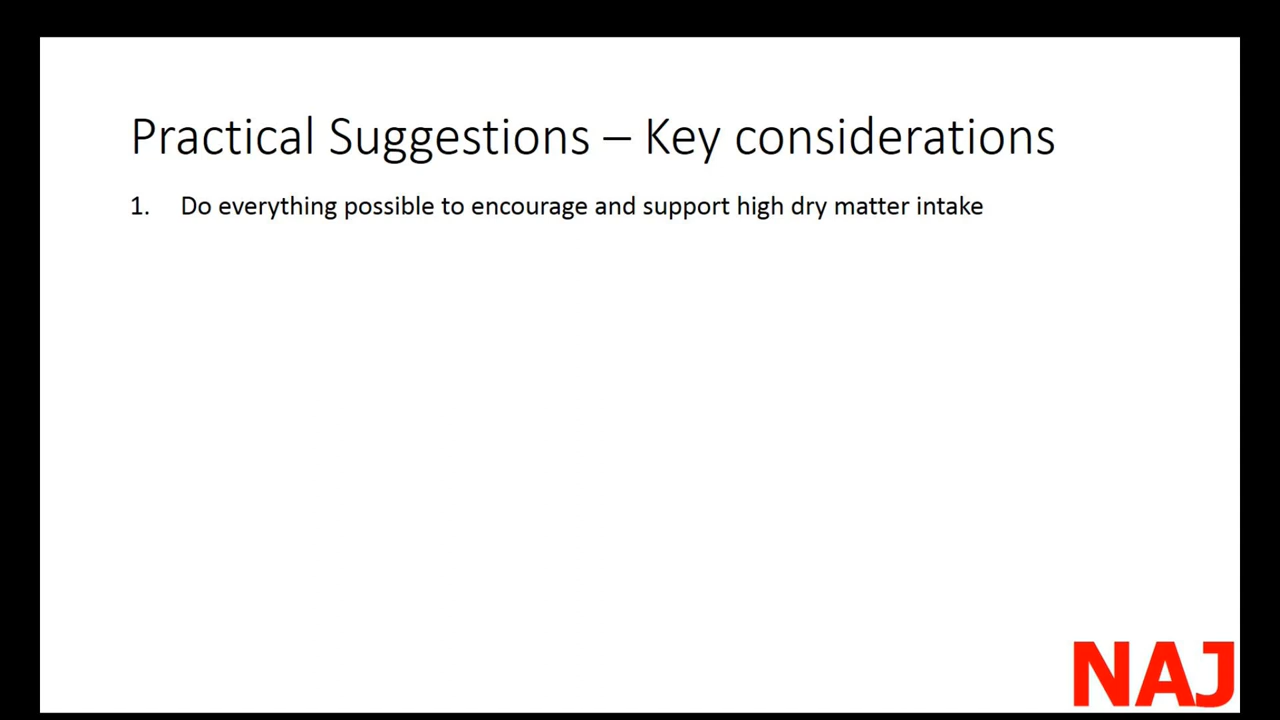 Practical Suggestions – Key considerations
1. Do everything possible to encourage and support high dry matter intake
NAJ